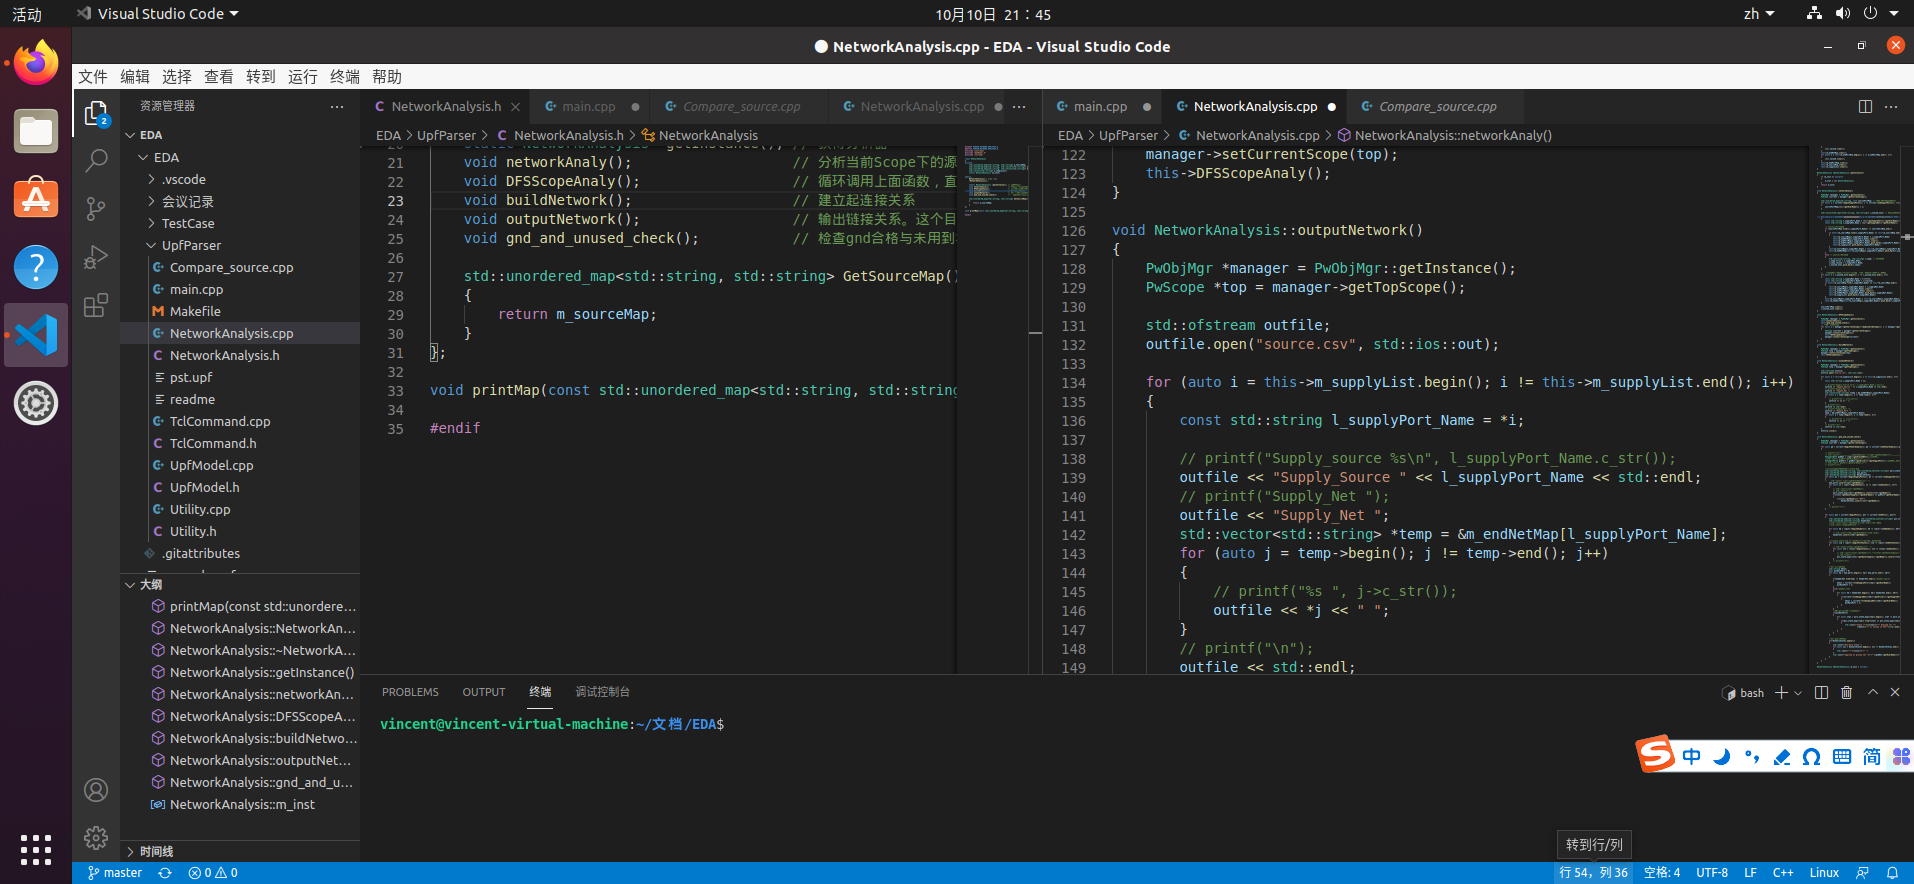 活动
Visual Studio Code
10月10日 21：45
zh
● NetworkAnalysis.cpp - EDA - Visual Studio Code
文件 编辑 选择 查看 转到 运行 终端 帮助
资源管理器
EDA
EDA
.vscode
会议记录
TestCase
UpfParser
Compare_source.cpp
main.cpp
Makefile
NetworkAnalysis.cpp
NetworkAnalysis.h
pst.upf
readme
TclCommand.cpp
TclCommand.h
UpfModel.cpp
UpfModel.h
Utility.cpp
Utility.h
.gitattributes
大纲
printMap(const std::unordere...
NetworkAnalysis::NetworkAn...
NetworkAnalysis::~NetworkA...
NetworkAnalysis::getInstance()
NetworkAnalysis::networkAn...
NetworkAnalysis::DFSScopeA...
NetworkAnalysis::buildNetwo...
NetworkAnalysis::outputNet...
NetworkAnalysis::gnd_and_u...
NetworkAnalysis::m_inst
时间线
NetworkAnalysis.h main.cpp Compare_source.cpp NetworkAnalysis.cpp
EDA > UpfParser > NetworkAnalysis.h > NetworkAnalysis
21 void networkAnaly(); // 分析当前Scope下的源
22 void DFSScopeAnaly(); // 循环调用上面函数，直
23 void buildNetwork(); // 建立起连接关系
24 void outputNetwork(); // 输出链接关系。这个目
25 void gnd_and_unused_check(); // 检查gnd合格与未用到
26
27 std::unordered_map<std::string, std::string> GetSourceMap()
28 {
29 return m_sourceMap;
30 }
31 };
32
33 void printMap(const std::unordered_map<std::string, std::string
34
35 #endif
main.cpp NetworkAnalysis.cpp Compare_source.cpp
EDA > UpfParser > NetworkAnalysis.cpp > NetworkAnalysis::networkAnaly()
122 manager->setCurrentScope(top);
123 this->DFSScopeAnaly();
124 }
125
126 void NetworkAnalysis::outputNetwork()
127 {
128 PwObjMgr *manager = PwObjMgr::getInstance();
129 PwScope *top = manager->getTopScope();
130
131 std::ofstream outfile;
132 outfile.open("source.csv", std::ios::out);
133
134 for (auto i = this->m_supplyList.begin(); i != this->m_supplyList.end(); i++)
135 {
136 const std::string l_supplyPort_Name = *i;
137
138 // printf("Supply_source %s\n", l_supplyPort_Name.c_str());
139 outfile << "Supply_Source " << l_supplyPort_Name << std::endl;
140 // printf("Supply_Net ");
141 outfile << "Supply_Net ";
142 std::vector<std::string> *temp = &m_endNetMap[l_supplyPort_Name];
143 for (auto j = temp->begin(); j != temp->end(); j++)
144 {
145 // printf("%s ", j->c_str());
146 outfile << *j << " ";
147 }
148 // printf("\n");
149 outfile << std::endl;
PROBLEMS OUTPUT 终端 调试控制台
bash
vincent@vincent-virtual-machine:~/文档/EDA$
S 中 简
转到行/列
master 0 0
行 54，列 36 空格: 4 UTF-8 LF C++ Linux